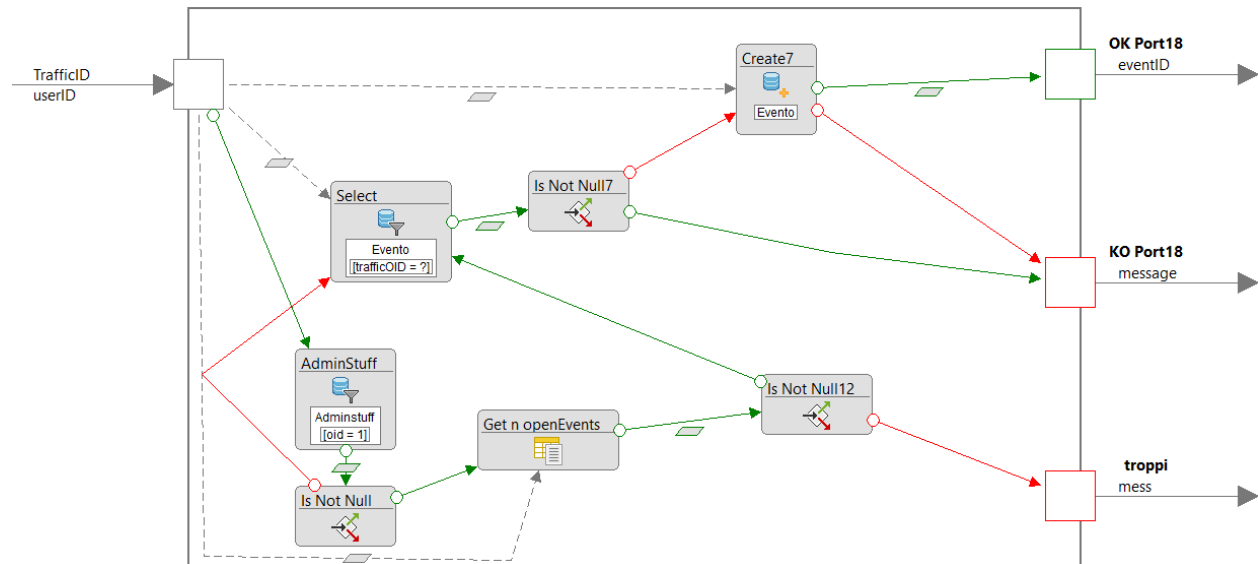 TrafficID
userID
Create7
Evento
OK Port18
eventID
Select
Evento
[trafficOID = ?]
Is Not Null7
KO Port18
message
AdminStuff
Adminstuff
[oid = 1]
Is Not Null12
Get n openEvents
Is Not Null
troppi
mess